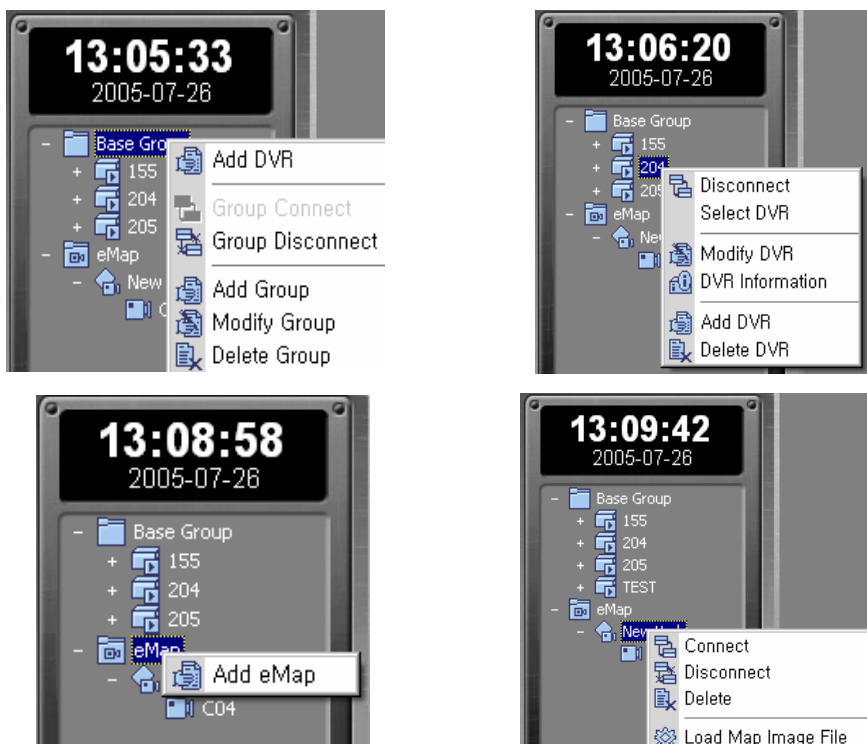 13:05:33
2005-07-26
Base Gro
155
204
205
eMap
New
Add DVR
Group Connect
Group Disconnect
Add Group
Modify Group
Delete Group
13:06:20
2005-07-26
Base Group
155
204
205
eMap
Disconnect
Select DVR
Modify DVR
DVR Information
Add DVR
Delete DVR
13:08:58
2005-07-26
Base Group
155
204
205
eMap
C04
Add eMap
13:09:42
2005-07-26
Base Group
155
204
205
TEST
eMap
New
Connect
Disconnect
Delete
Load Map Image File